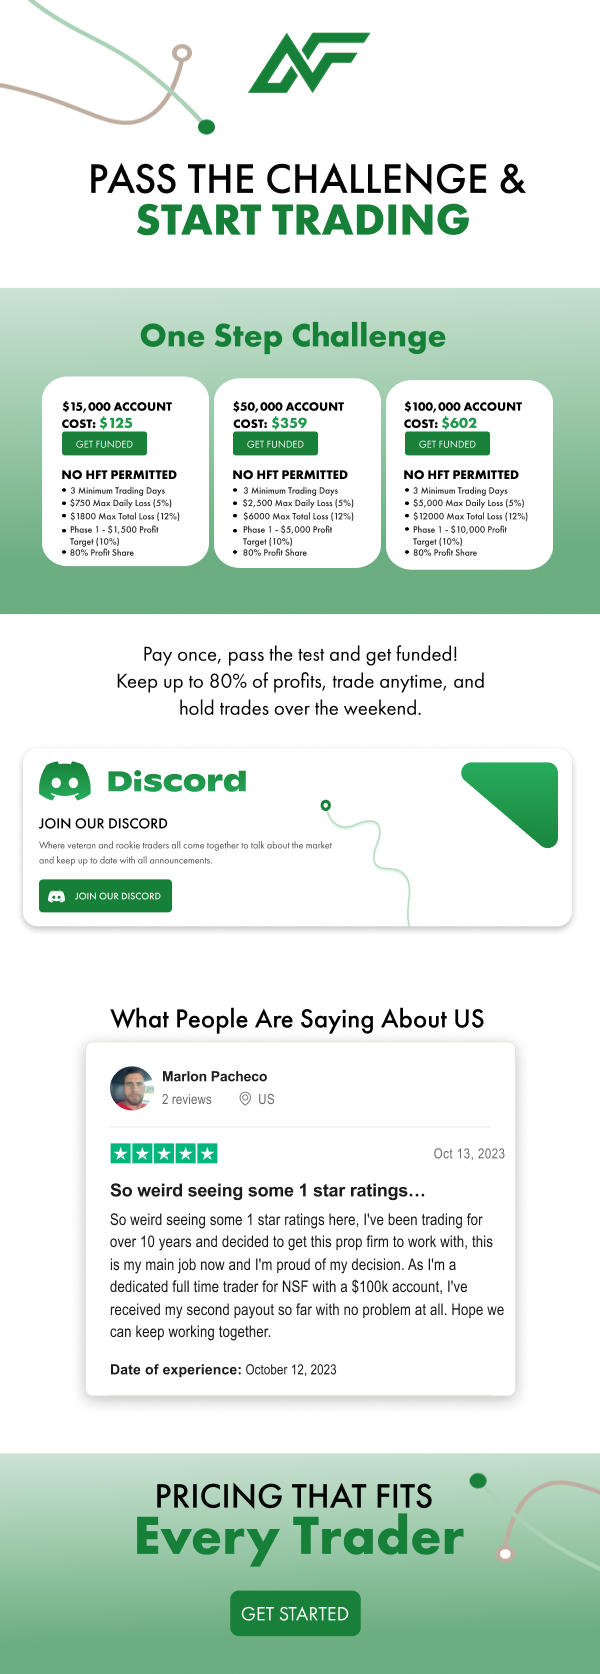 NF
PASS THE CHALLENGE &
START TRADING
One Step Challenge
$15,000 ACCOUNT
COST: $125
GET FUNDED
NO HFT PERMITTED
• 3 Minimum Trading Days
• $750 Max Daily Loss (5%)
• $1800 Max Total Loss (12%)
• Phase 1 - $1,500 Profit
Target (10%)
• 80% Profit Share
$50,000 ACCOUNT
COST: $359
GET FUNDED
NO HFT PERMITTED
• 3 Minimum Trading Days
• $2,500 Max Daily Loss (5%)
• $6000 Max Total Loss (12%)
• Phase 1 - $5,000 Profit
Target (10%)
• 80% Profit Share
$100,000 ACCOUNT
COST: $602
GET FUNDED
NO HFT PERMITTED
• 3 Minimum Trading Days
• $5,000 Max Daily Loss (5%)
• $12000 Max Total Loss (12%)
• Phase 1 - $10,000 Profit
Target (10%)
• 80% Profit Share
Pay once, pass the test and get funded!
Keep up to 80% of profits, trade anytime, and
hold trades over the weekend.
Discord
JOIN OUR DISCORD
Where veteran and rookie traders all come together to talk about the market
and keep up to date with all announcements.
JOIN OUR DISCORD
What People Are Saying About US
Marlon Pacheco
2 reviews US
Oct 13, 2023
So weird seeing some 1 star ratings…
So weird seeing some 1 star ratings here, I've been trading for
over 10 years and decided to get this prop firm to work with, this
is my main job now and I'm proud of my decision. As I'm a
dedicated full time trader for NSF with a $100k account, I've
received my second payout so far with no problem at all. Hope we
can keep working together.
Date of experience: October 12, 2023
PRICING THAT FITS
Every Trader
GET STARTED